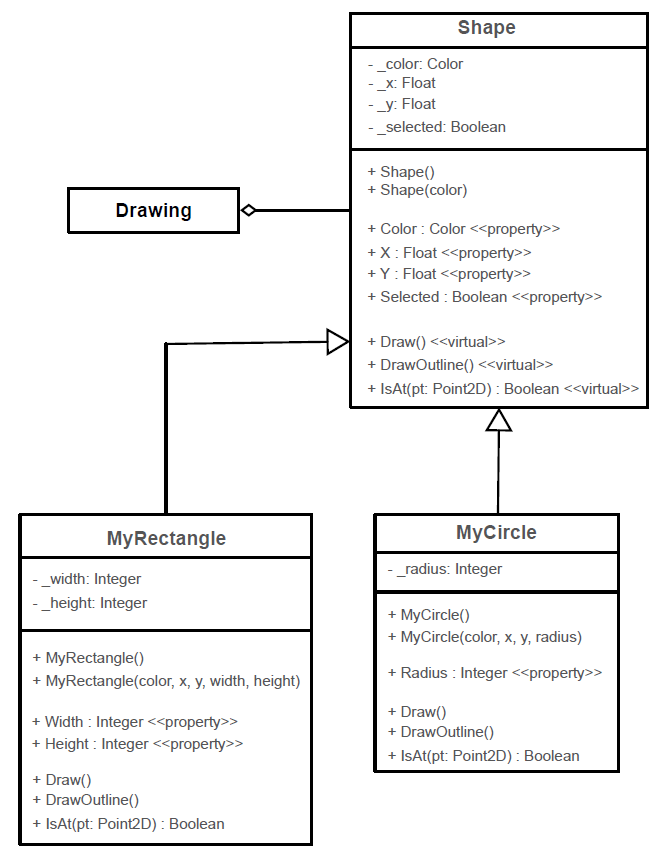 Shape
- _color: Color
- _x: Float
- _y: Float
- _selected: Boolean
+ Shape()
+ Shape(color)
+ Color : Color <<property>>
+ X : Float <<property>>
+ Y : Float <<property>>
+ Selected : Boolean <<property>>
+ Draw() <<virtual>>
+ DrawOutline() <<virtual>>
+ IsAt(pt: Point2D) : Boolean <<virtual>>
Drawing
MyRectangle
- _width: Integer
- _height: Integer
+ MyRectangle()
+ MyRectangle(color, x, y, width, height)
+ Width : Integer <<property>>
+ Height : Integer <<property>>
+ Draw()
+ DrawOutline()
+ IsAt(pt: Point2D) : Boolean
MyCircle
- _radius: Integer
+ MyCircle()
+ MyCircle(color, x, y, radius)
+ Radius : Integer <<property>>
+ Draw()
+ DrawOutline()
+ IsAt(pt: Point2D) : Boolean